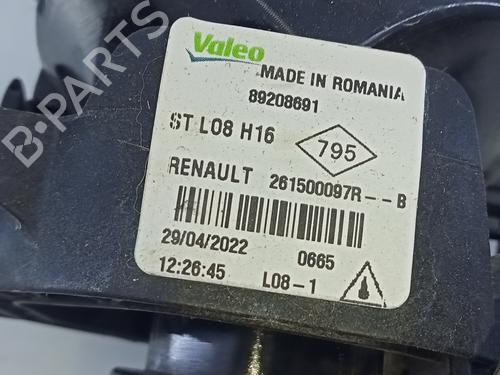 Valeo
MADE IN ROMANIA
89208691
ST L08 H16
795
RENAULT 261500097R--B
29/04/2022 0665
12:26:45 L08-1
B-PARTS